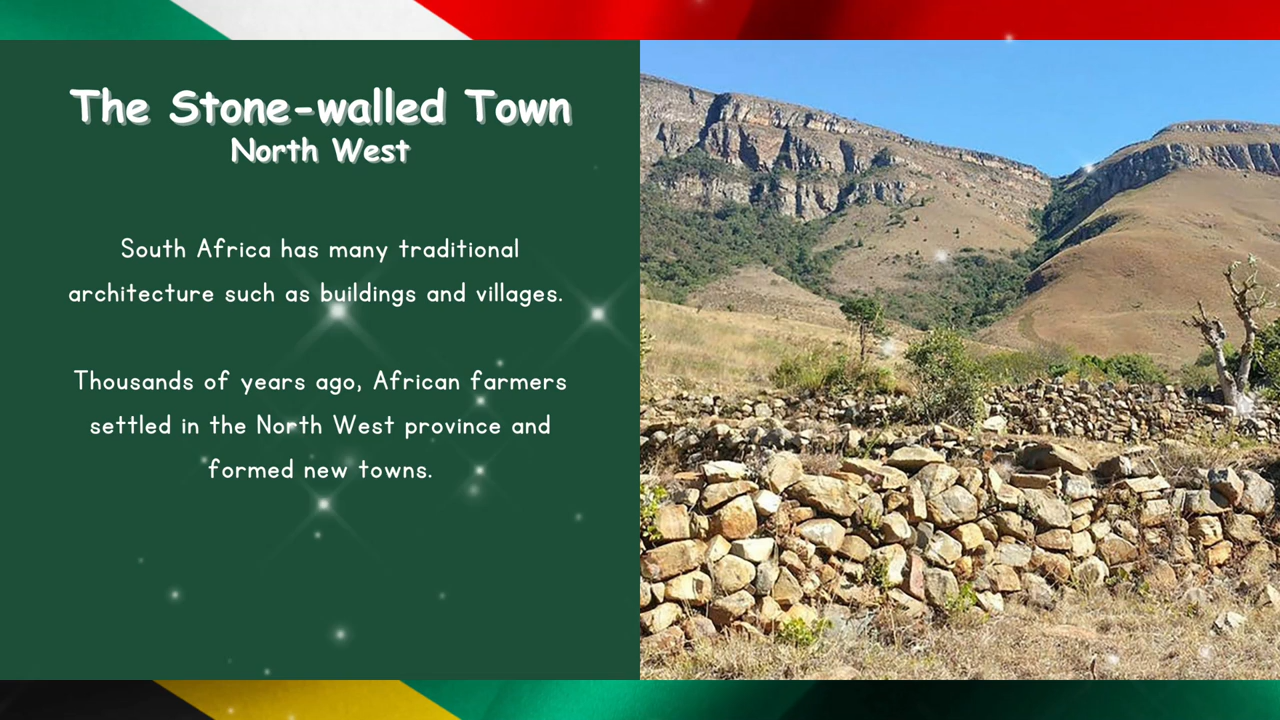 The Stone-walled Town
North West
South Africa has many traditional
architecture such as buildings and villages.
Thousands of years ago, African farmers
settled in the North West province and
formed new towns.